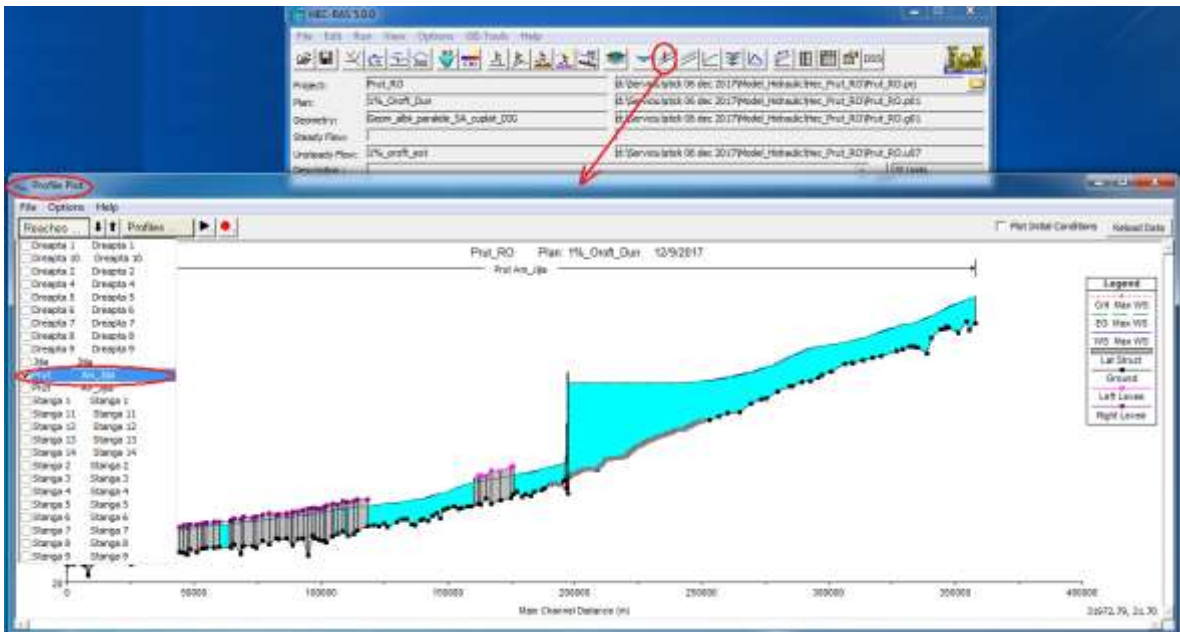 HEC-RAS 5.0.0
File Edit Run View Options GIS Tools Help
DSS
Project: Prut_RO
Plan: 1%_Oroft_Dun
Geometry:
Steady Flow:
Unsteady Flow:
Description :
Profile Plot
File Options Help
Reaches ... Profiles ...
Plot Initial Conditions Reload Data
Dreapta 1 Dreapta 1
Dreapta 10 Dreapta 10
Dreapta 2 Dreapta 2
Dreapta 4 Dreapta 4
Dreapta 5 Dreapta 5
Dreapta 6 Dreapta 6
Dreapta 7 Dreapta 7
Dreapta 8 Dreapta 8
Dreapta 9 Dreapta 9
Jijia Jijia
Prut Am_Jijia
Prut Av_Jijia
Stanga 1 Stanga 1
Stanga 11 Stanga 11
Stanga 12 Stanga 12
Stanga 13 Stanga 13
Stanga 14 Stanga 14
Stanga 2 Stanga 2
Stanga 3 Stanga 3
Stanga 4 Stanga 4
Stanga 5 Stanga 5
Stanga 6 Stanga 6
Stanga 7 Stanga 7
Stanga 8 Stanga 8
Stanga 9 Stanga 9
Prut_RO Plan: 1%_Oroft_Dun 12/9/2017
Prut Am_Jijia
Legend
Crit Max WS
EG Max WS
WS Max WS
Lat Struct
Ground
Left Levee
Right Levee
20
0 50000 100000 150000 200000 250000 300000 350000 400000
Main Channel Distance (m)